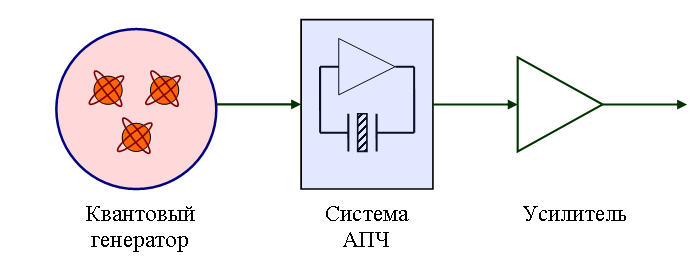 Квантовый
генератор
Система
АПЧ
Усилитель